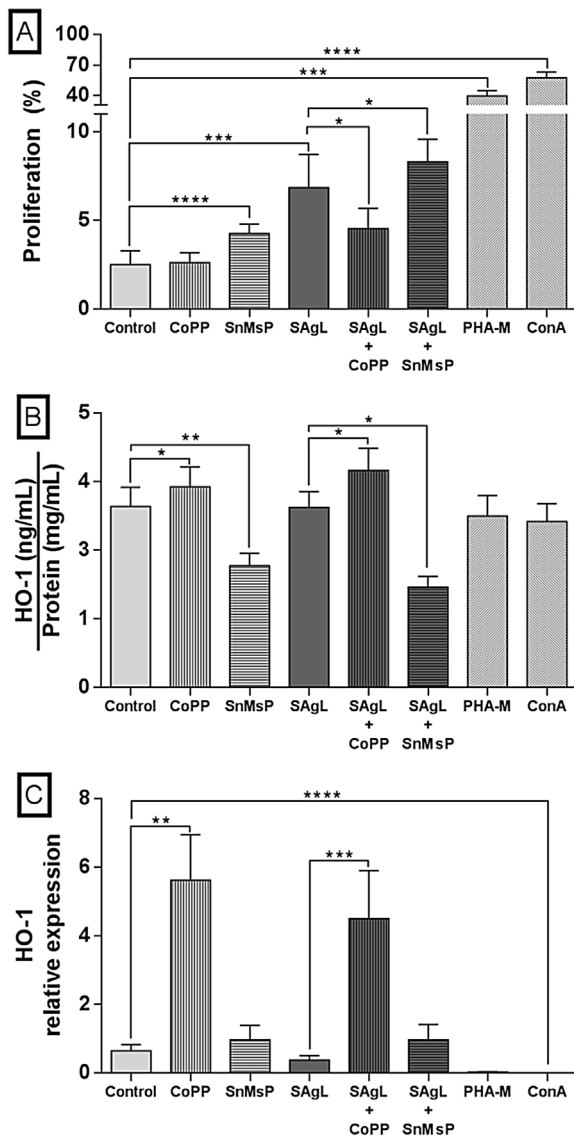 A
Proliferation (%)
100
70
40
10
5
0
****
***
*
***
*
****
Control CoPP SnMsP SAgL SAgL + CoPP SAgL + SnMsP PHA-M ConA
B
HO-1 (ng/mL)
Protein (mg/mL)
5
4
3
1
0
*
**
*
*
Control CoPP SnMsP SAgL SAgL + CoPP SAgL + SnMsP PHA-M ConA
C
HO-1
relative expression
8
6
4
2
0
****
**
***
Control CoPP SnMsP SAgL SAgL + CoPP SAgL + SnMsP PHA-M ConA